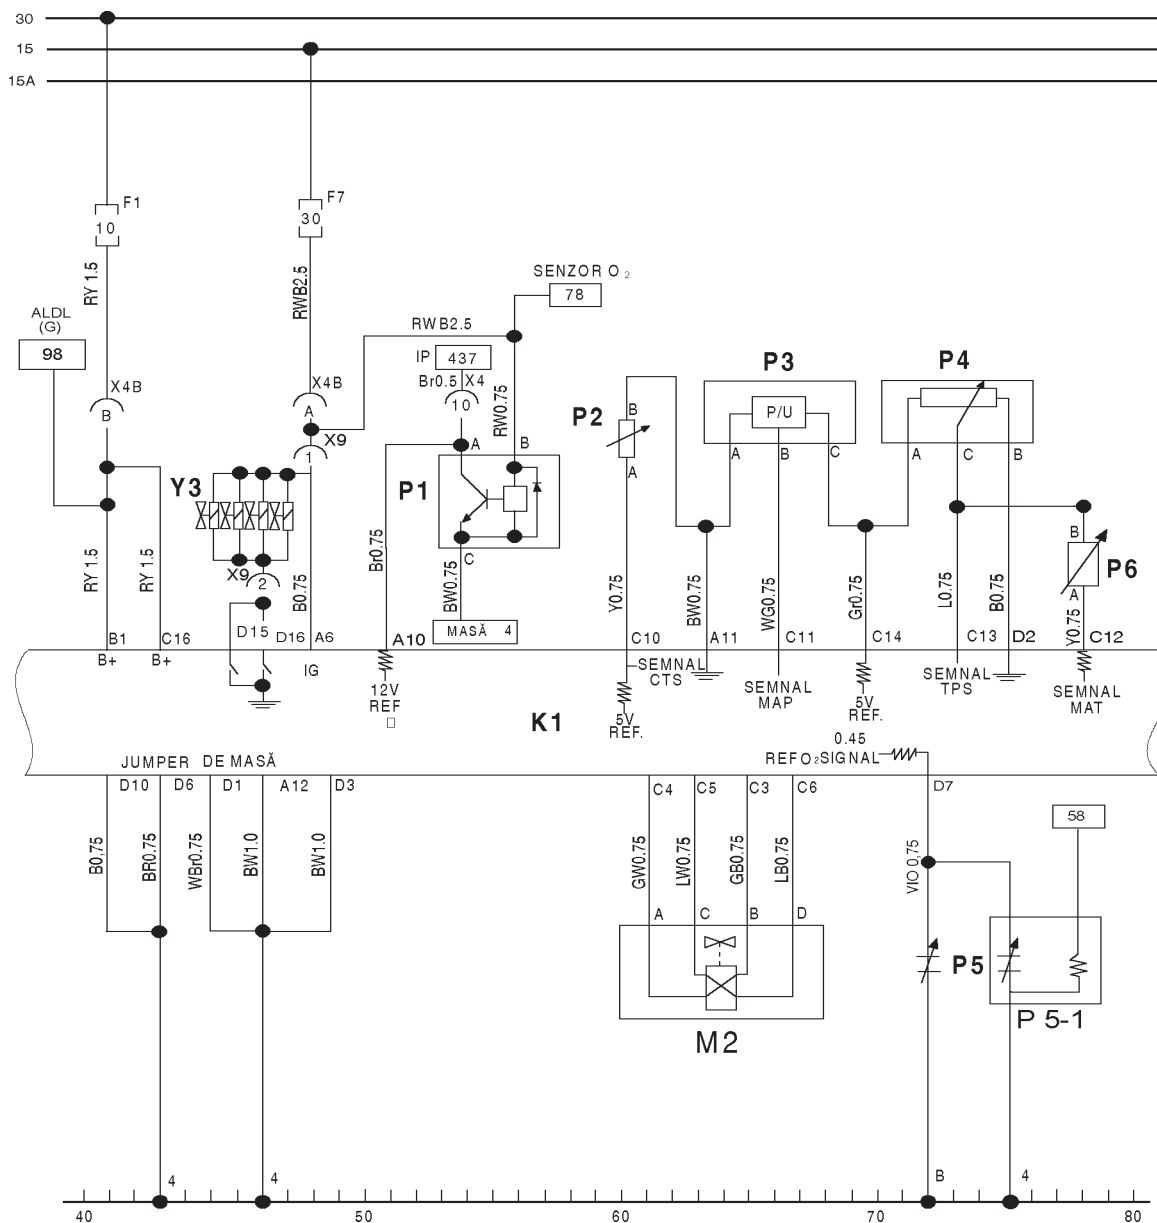 30
15
15A
F1
10
F7
30
RY 1.5
RWB2.5
SENZOR O2
78
ALDL
(G)
98
RWB2.5
IP 437
X4B
B
X4B
A
Br0.5 X4
10
RW0.75
P3
P4
P/U
X9
1
P2
B
A
A
B
A B C
A C B
Y3
P1
C
B
P6
A
X9
2
RY 1.5
RY 1.5
B0.75
Br0.75
BW0.75
Y0.75
BW0.75
WG0.75
Gr0.75
L0.75
B0.75
Y0.75
MASĂ 4
B1
C16
D15
D16
A6
A10
C10
A11
C11
C14
C13
D2
C12
B+
B+
IG
12V
REF
SEMNAL
CTS
5V
REF.
SEMNAL
MAP
5V
REF.
SEMNAL
TPS
SEMNAL
MAT
K1
0.45
REFO2SIGNAL
JUMPER DE MASĂ
D10
D6
D1
A12
D3
C4
C5
C3
C6
D7
58
B0,75
BR0.75
WBr0.75
BW1.0
BW1.0
GW0.75
LW0.75
GB0.75
LB0.75
VIO 0,75
A C B D
P5
M2
P 5-1
4
4
B
4
40
50
60
70
80